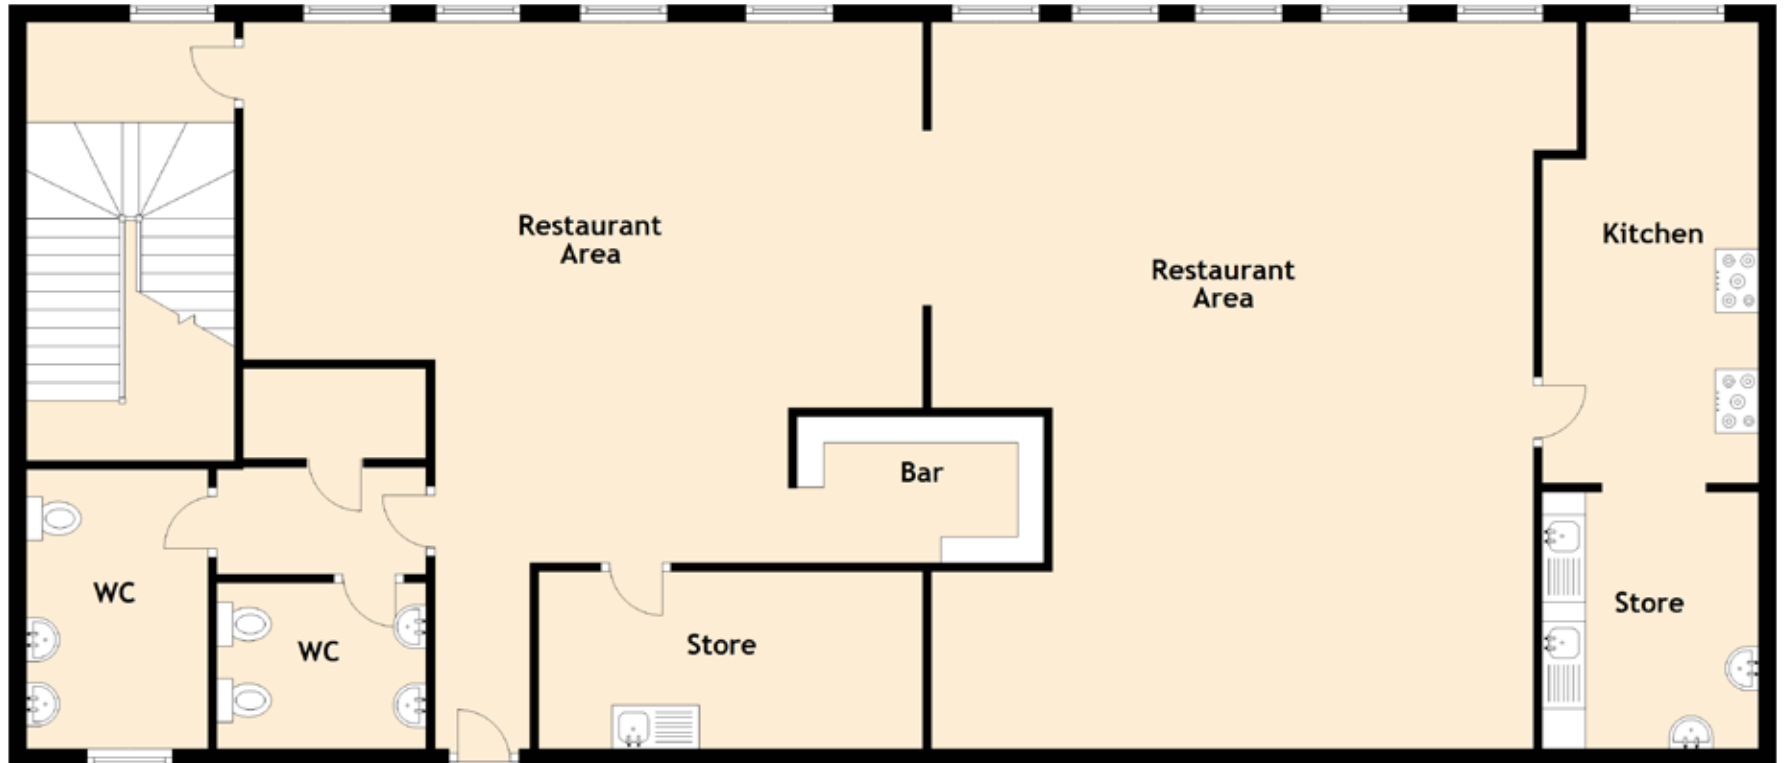 Restaurant
Area
Restaurant
Area
Kitchen
Bar
WC
WC
Store
Store